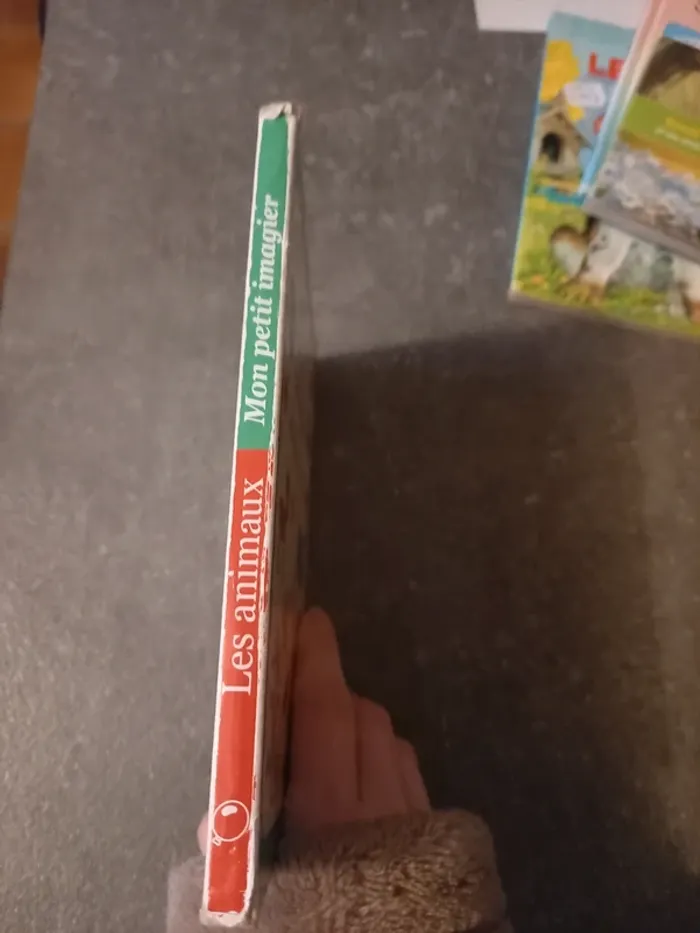 Les animaux
Mon petit imagier